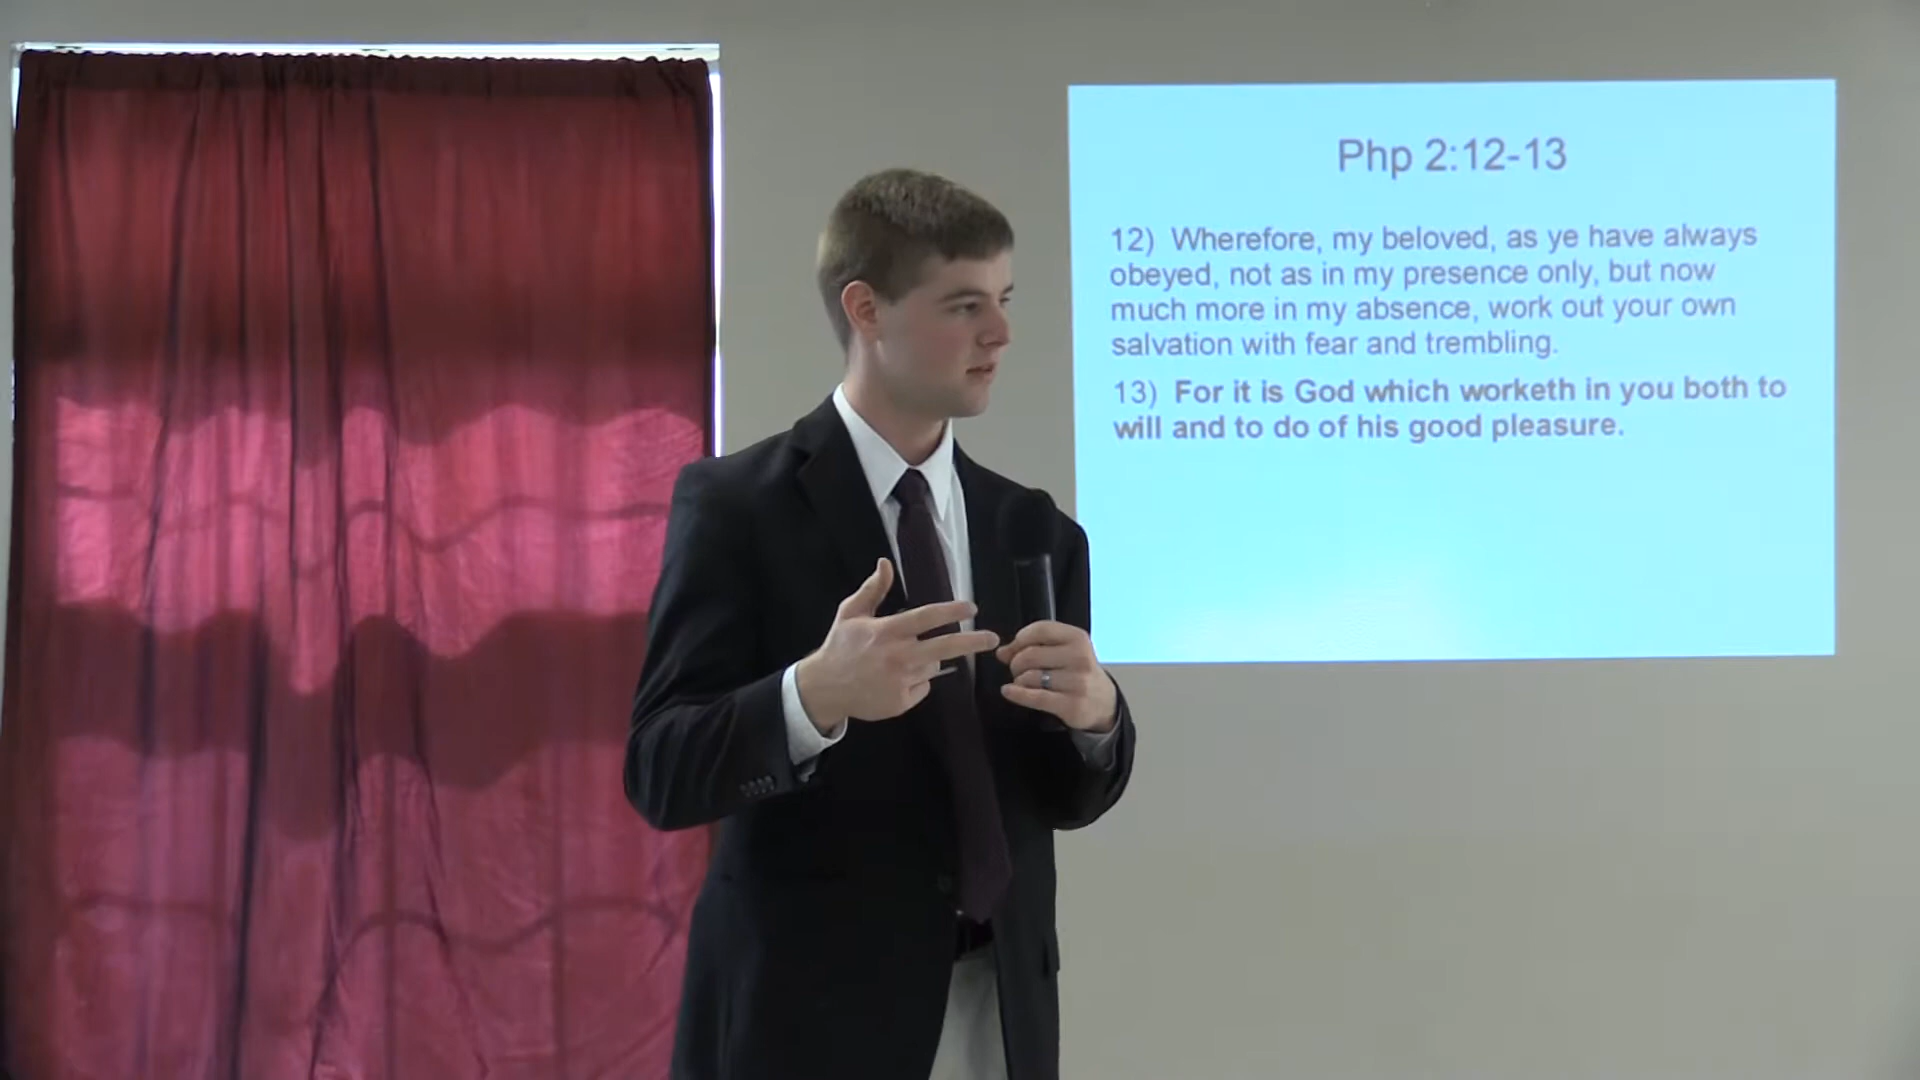 Php 2:12-13
12) Wherefore, my beloved, as ye have always
obeyed, not as in my presence only, but now
much more in my absence, work out your own
salvation with fear and trembling.
13) For it is God which worketh in you both to
will and to do of his good pleasure.